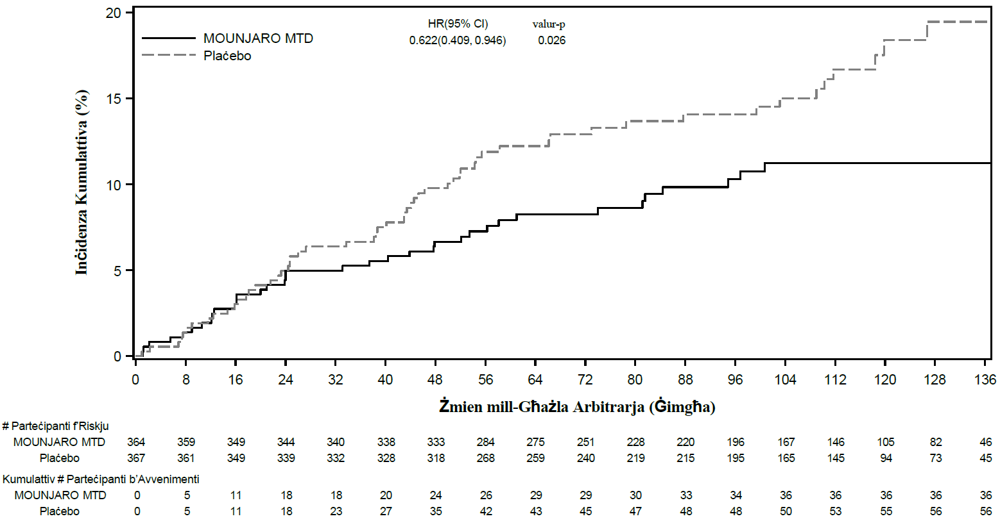 HR(95% CI) valur-p
MOUNJARO MTD 0.622(0.409, 0.946) 0.026
Plaċebo
20
15
10
5
0
Inċidenza Kumulattiva (%)
0 8 16 24 32 40 48 56 64 72 80 88 96 104 112 120 128 136
Żmien mill-Għażla Arbitrarja (Ġimgħa)
# Parteċipanti f'Riskju
MOUNJARO MTD 364 359 349 344 340 338 333 284 275 251 228 220 196 167 146 105 82 46
Plaċebo 367 361 349 339 332 328 318 268 259 240 219 215 195 165 145 94 73 45
Kumulattiv # Parteċipanti b'Avvenimenti
MOUNJARO MTD 0 5 11 18 18 20 24 26 29 29 30 33 34 36 36 36 36 36
Plaċebo 0 5 11 18 23 27 35 42 43 45 47 48 48 50 53 55 56 56